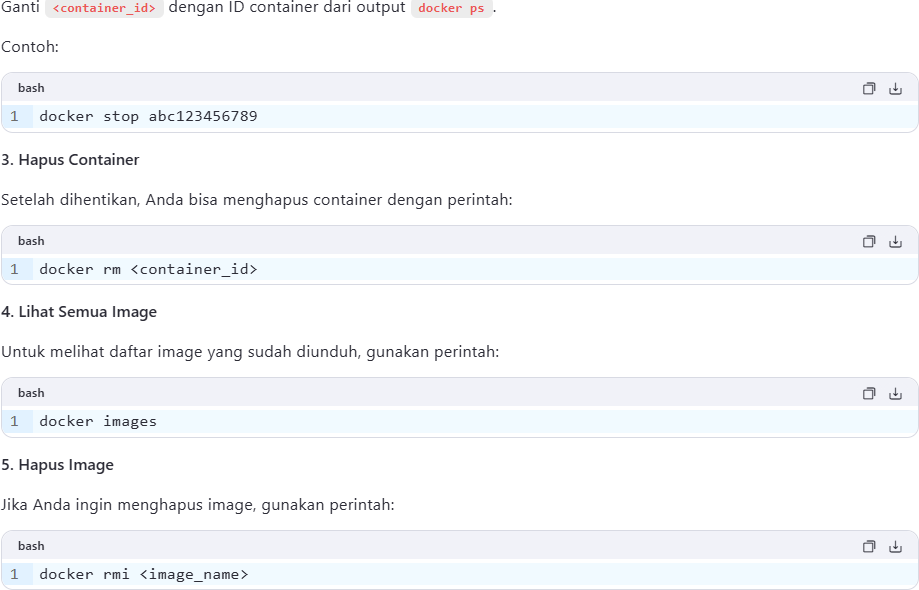 Ganti <container_id> dengan ID container dari output docker ps.
Contoh:
bash
1 docker stop abc123456789
3. Hapus Container
Setelah dihentikan, Anda bisa menghapus container dengan perintah:
bash
1 docker rm <container_id>
4. Lihat Semua Image
Untuk melihat daftar image yang sudah diunduh, gunakan perintah:
bash
1 docker images
5. Hapus Image
Jika Anda ingin menghapus image, gunakan perintah:
bash
1 docker rmi <image_name>